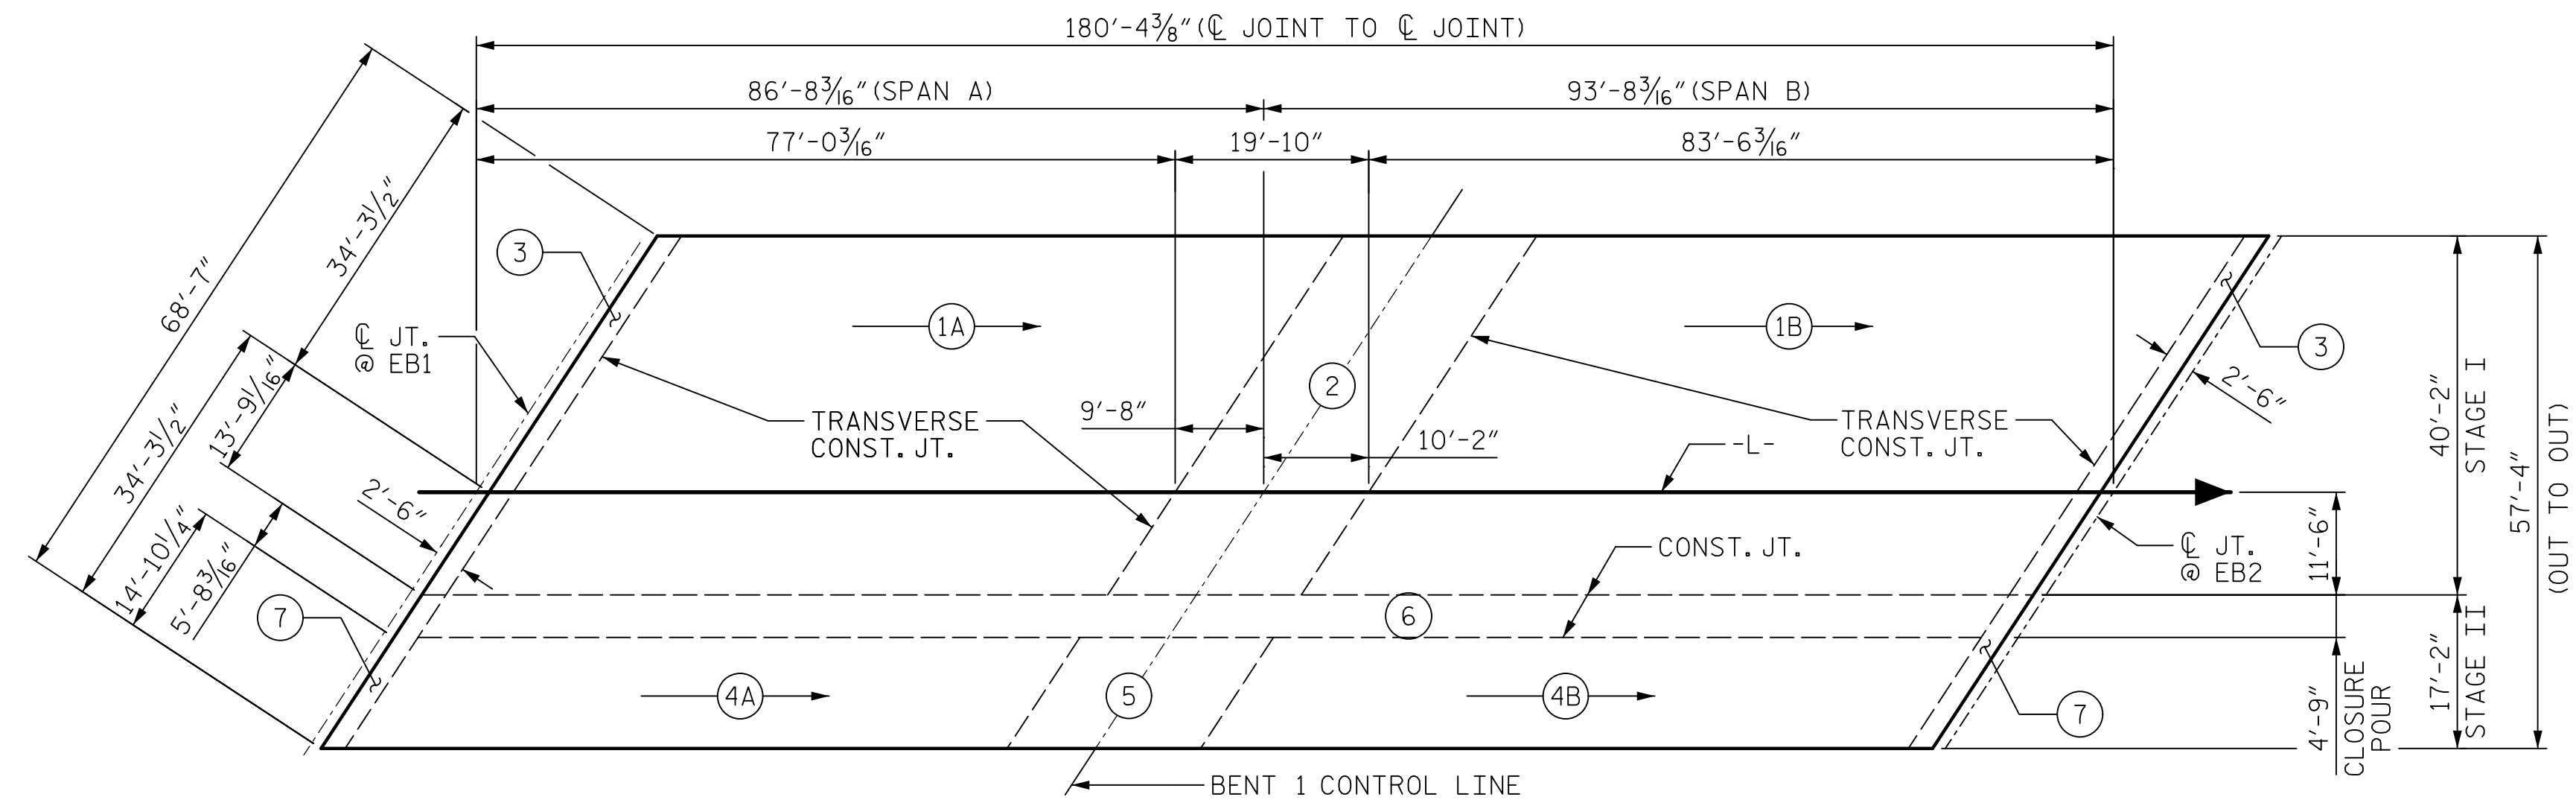 180'-4 3/8" (℄ JOINT TO ℄ JOINT)
86'-8 3/16" (SPAN A)
93'-8 3/16" (SPAN B)
77'-0 3/16"
19'-10"
83'-6 3/16"
68'-7"
34'-3 1/2"
34'-3 1/2"
13'-9 1/16"
14'-10 1/4"
5'-8 3/16"
2'-6"
3
℄ JT.
@ EB1
1A
1B
2
3
2'-6"
TRANSVERSE
CONST. JT.
9'-8"
10'-2"
-L-
TRANSVERSE
CONST. JT.
CONST. JT.
℄ JT.
@ EB2
6
7
4A
5
4B
7
BENT 1 CONTROL LINE
11'-6"
4'-9"
CLOSURE
POUR
40'-2"
STAGE I
17'-2"
STAGE II
57'-4"
(OUT TO OUT)